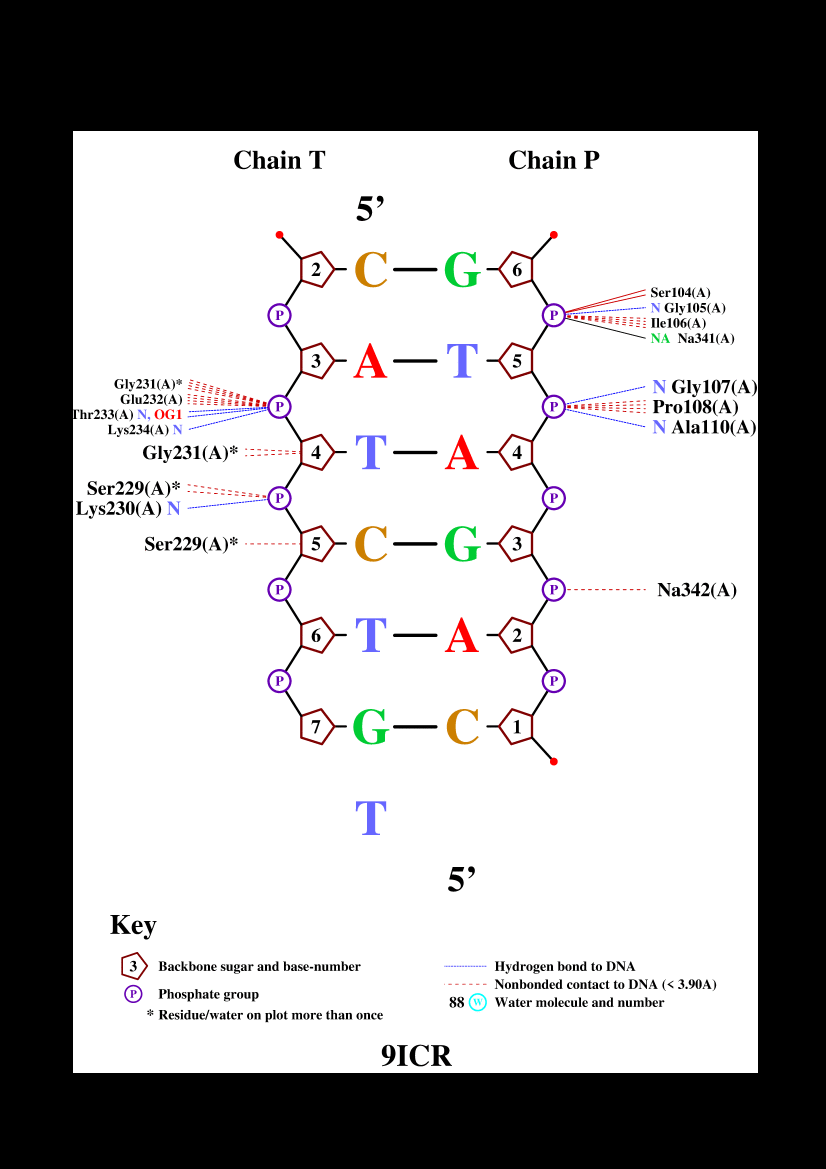 Chain T Chain P
5’
2 C G 6
P P
Ser104(A)
N Gly105(A)
Ile106(A)
NA Na341(A)
3 A T 5
Gly231(A)*
Glu232(A)
Thr233(A) N, OG1
Lys234(A) N
P P
N Gly107(A)
Pro108(A)
N Ala110(A)
Gly231(A)* 4 T A 4
Ser229(A)*
Lys230(A) N
P P
Ser229(A)* 5 C G 3
P P Na342(A)
6 T A 2
P P
7 G C 1
T
5’
Key
3 Backbone sugar and base-number
P Phosphate group
* Residue/water on plot more than once
Hydrogen bond to DNA
Nonbonded contact to DNA (< 3.90A)
88 W Water molecule and number
9ICR